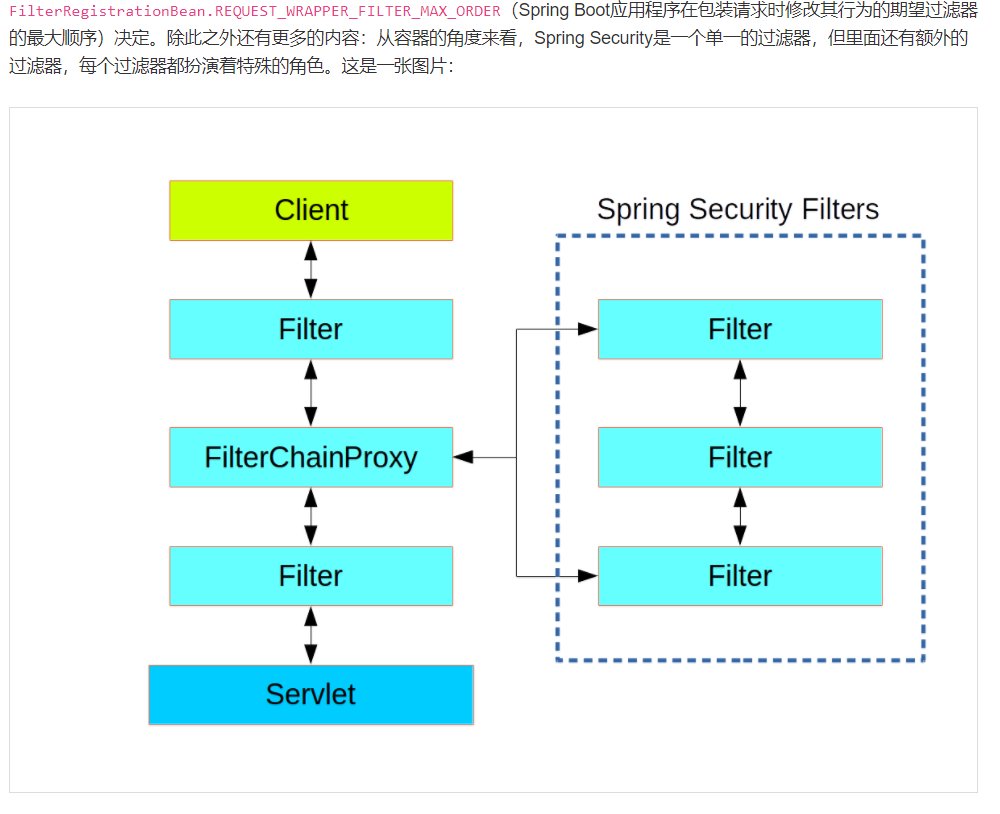 FilterRegistrationBean.REQUEST_WRAPPER_FILTER_MAX_ORDER（Spring Boot应用程序在包装请求时修改其行为的期望过滤器
的最大顺序）决定。除此之外还有更多的内容：从容器的角度来看，Spring Security是一个单一的过滤器，但里面还有额外的
过滤器，每个过滤器都扮演着特殊的角色。这是一张图片：
Client
Filter
FilterChainProxy
Filter
Servlet
Spring Security Filters
Filter
Filter
Filter